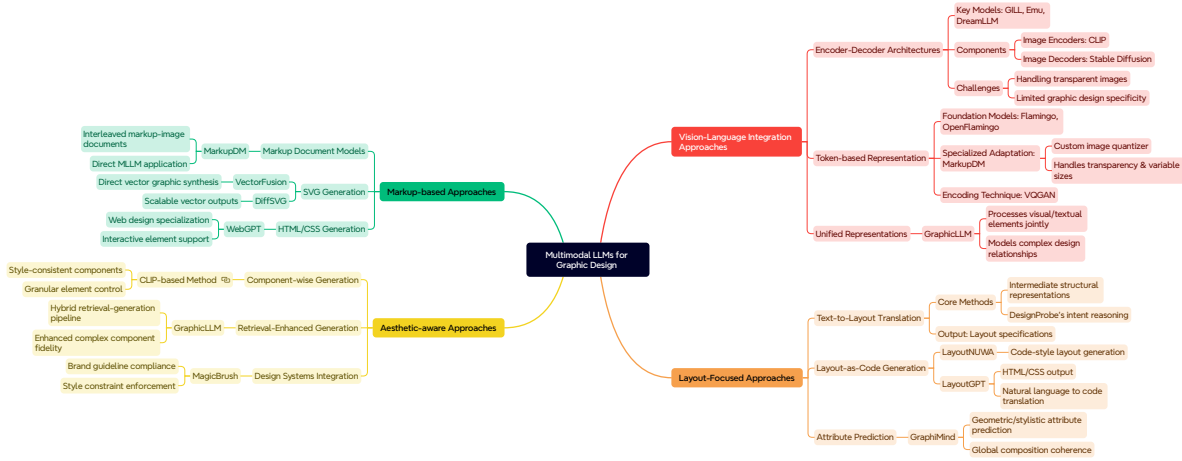 Multimodal LLMs for
Graphic Design
Vision-Language Integration
Approaches
Encoder-Decoder Architectures
Key Models: GILL, Emu,
DreamLLM
Components
Image Encoders: CLIP
Image Decoders: Stable Diffusion
Challenges
Handling transparent images
Limited graphic design specificity
Token-based Representation
Foundation Models: Flamingo,
OpenFlamingo
Specialized Adaptation:
MarkupDM
Custom image quantizer
Handles transparency & variable
sizes
Encoding Technique: VQGAN
Unified Representations
GraphicLLM
Processes visual/textual
elements jointly
Models complex design
relationships
Layout-Focused Approaches
Text-to-Layout Translation
Core Methods
Intermediate structural
representations
DesignProbe's intent reasoning
Output: Layout specifications
Layout-as-Code Generation
LayoutNUWA
Code-style layout generation
LayoutGPT
HTML/CSS output
Natural language to code
translation
Attribute Prediction
GraphiMind
Geometric/stylistic attribute
prediction
Global composition coherence
Markup-based Approaches
Markup Document Models
MarkupDM
Interleaved markup-image
documents
Direct MLLM application
SVG Generation
VectorFusion
Direct vector graphic synthesis
DiffSVG
Scalable vector outputs
HTML/CSS Generation
WebGPT
Web design specialization
Interactive element support
Aesthetic-aware Approaches
Component-wise Generation
CLIP-based Method
Style-consistent components
Granular element control
Retrieval-Enhanced Generation
GraphicLLM
Hybrid retrieval-generation
pipeline
Enhanced complex component
fidelity
Design Systems Integration
MagicBrush
Brand guideline compliance
Style constraint enforcement